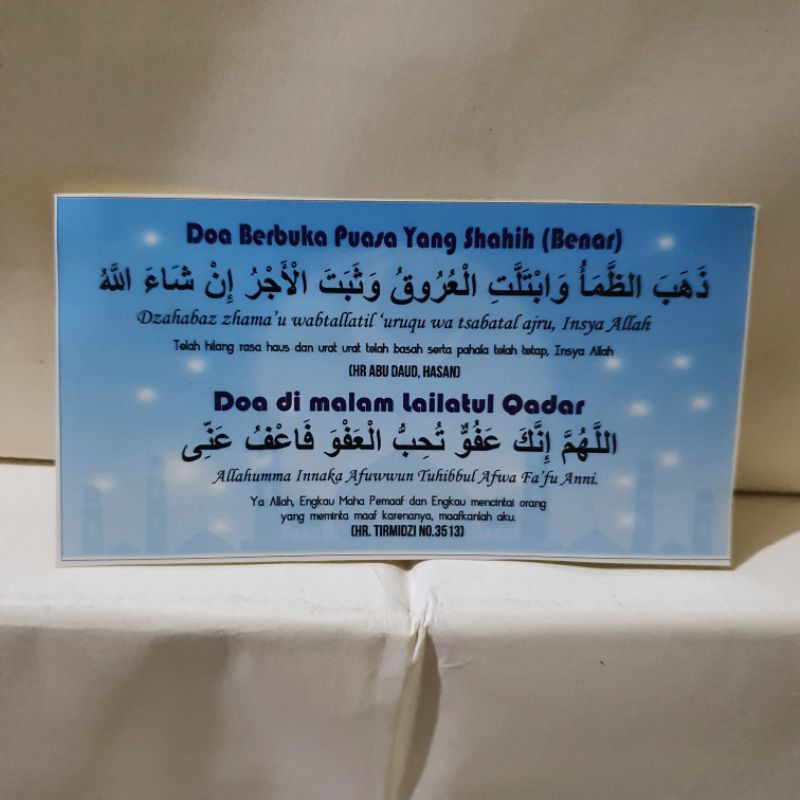 Doa Berbuka Puasa Yang Shahih (Benar)
ذَهَبَ الظَّمَأُ وَابْتَلَّتِ الْعُرُوقُ وَثَبَتَ الْأَجْرُ إِنْ شَاءَ اللَّهُ
Dzahabaz zhama'u wabtallatil 'uruqu wa tsabatal ajru, Insya Allah
Telah hilang rasa haus dan urat urat telah basah serta pahala telah tetap, Insya Allah
(HR ABU DAUD, HASAN)
Doa di malam Lailatul Qadar
اللَّهُمَّ إِنَّكَ عَفُوٌّ تُحِبُّ الْعَفْوَ فَاعْفُ عَنِّى
Allahumma Innaka Afuwwun Tuhibbul Afwa Fa'fu Anni.
Ya Allah, Engkau Maha Pemaaf dan Engkau mencintai orang
yang meminta maaf karenanya, maafkanlah aku.
(HR. TIRMIDZI NO.3513)